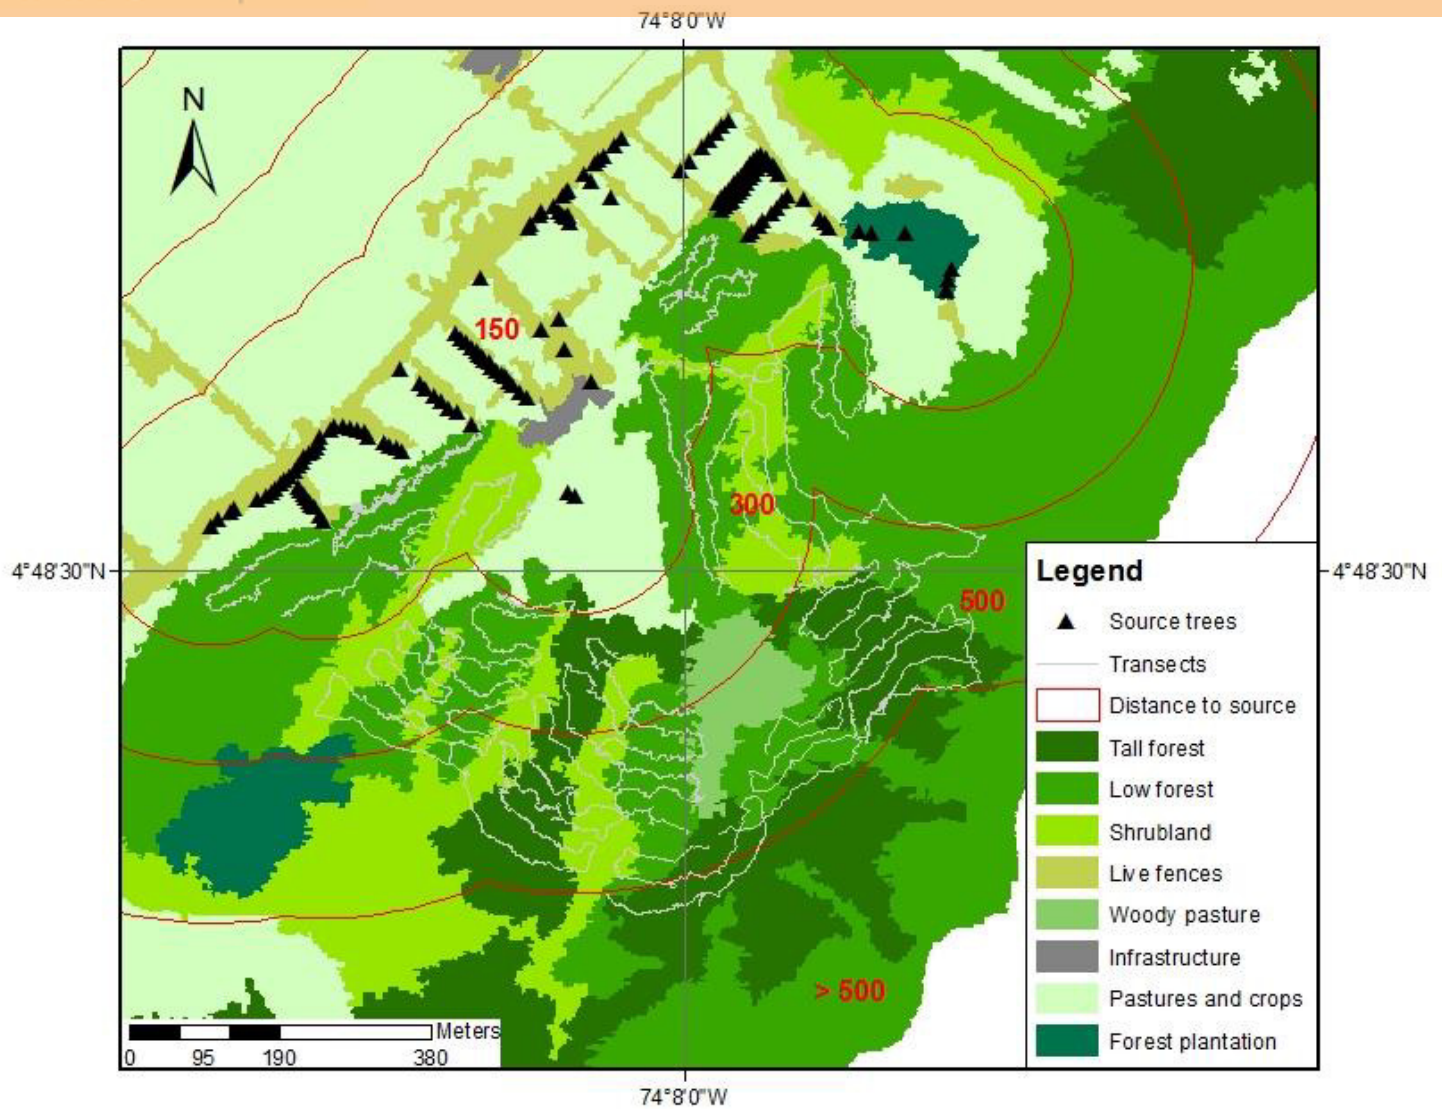 74°8'0"W
N
150
300
4°48'30"N
4°48'30"N
500
> 500
Legend
Source trees
Transects
Distance to source
Tall forest
Low forest
Shrubland
Live fences
Woody pasture
Infrastructure
Pastures and crops
Forest plantation
Meters
0 95 190 380
74°8'0"W